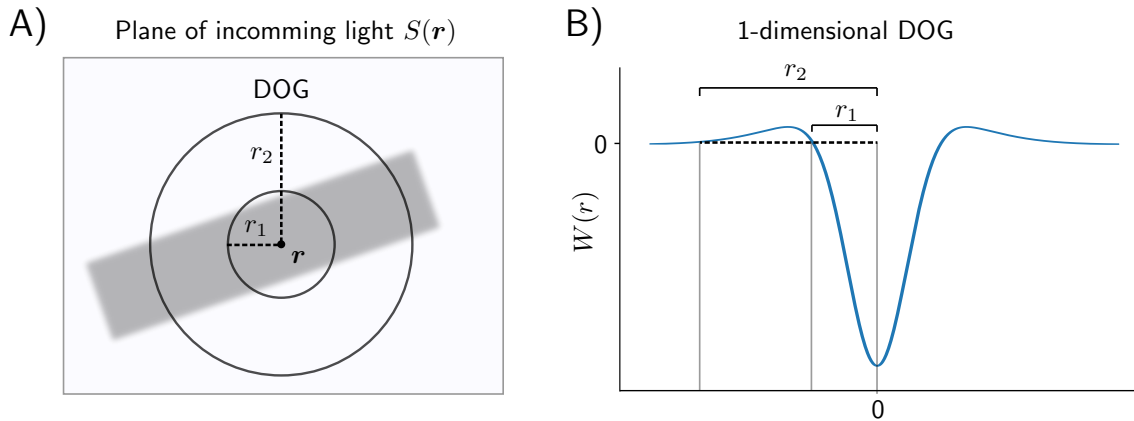 A)
Plane of incomming light S(r)
DOG
r₂
r₁
r
B)
1-dimensional DOG
r₂
r₁
0
W(r)
0